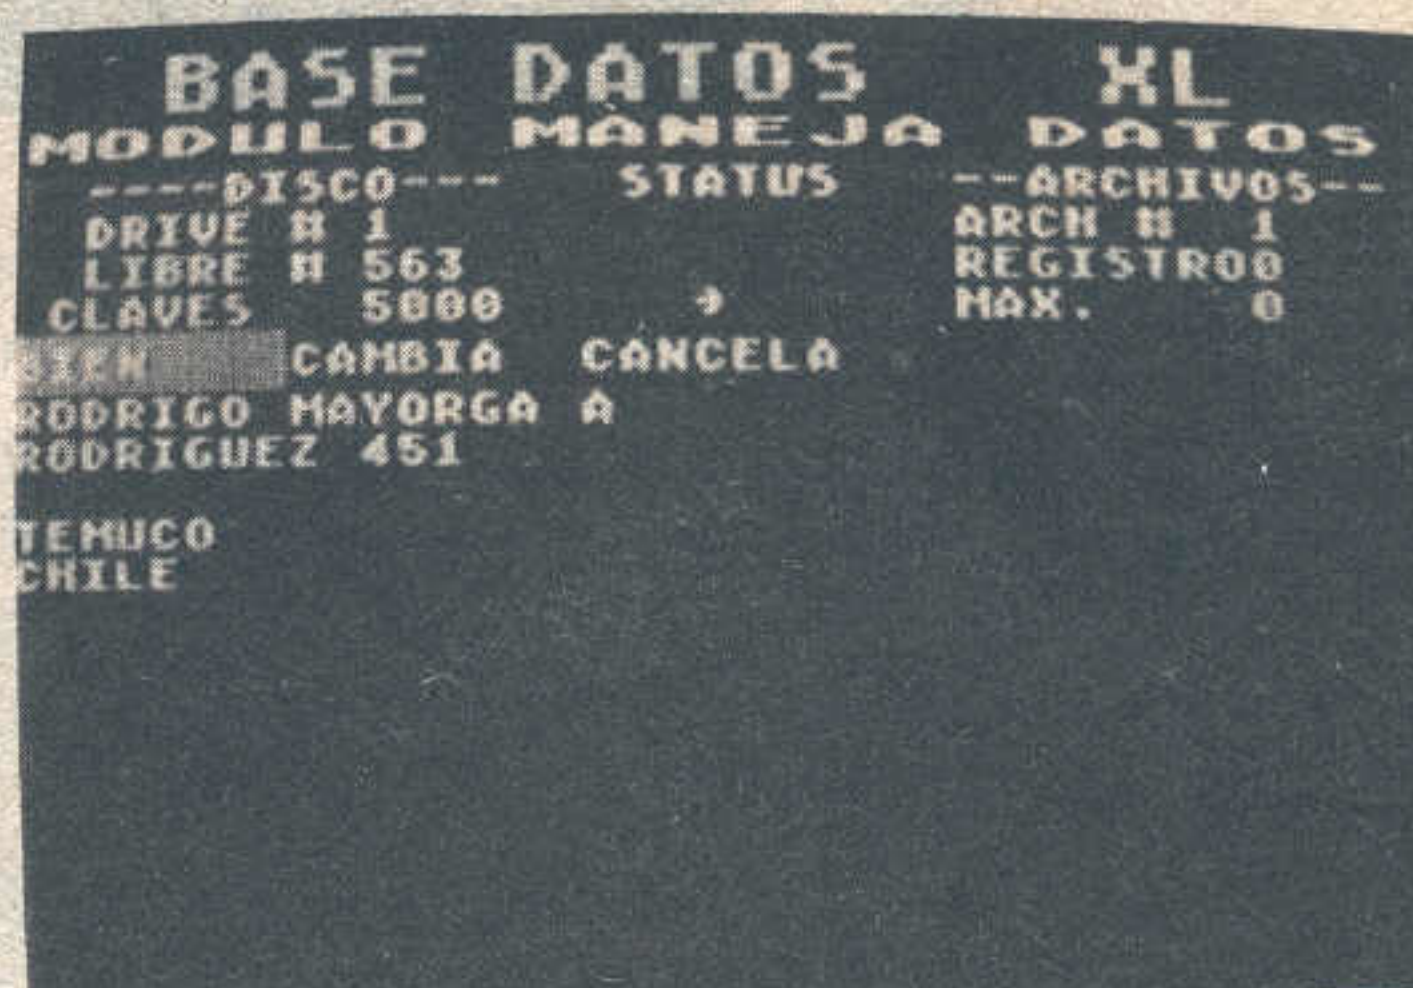 BASE DATOS XL
MODULO MANEJA DATOS
----DISCO--- STATUS --ARCHIVOS--
DRIVE # 1 ARCH # 1
LIBRE # 563 REGISTRO0
CLAVES 5000 → MAX. 0
BIEN CAMBIA CANCELA
RODRIGO MAYORGA A
RODRIGUEZ 451
TEMUCO
CHILE